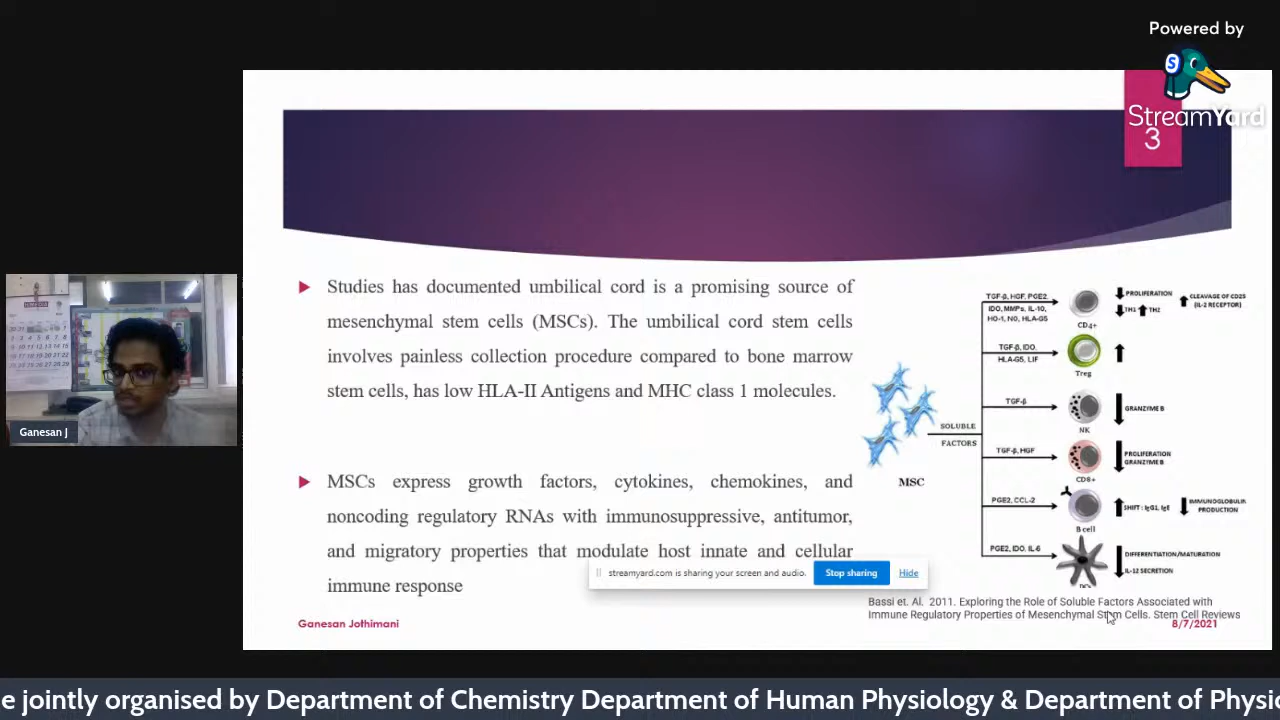 Powered by
StreamYard
3
Studies has documented umbilical cord is a promising source of
mesenchymal stem cells (MSCs). The umbilical cord stem cells
involves painless collection procedure compared to bone marrow
stem cells, has low HLA-II Antigens and MHC class 1 molecules.
MSCs express growth factors, cytokines, chemokines, and
noncoding regulatory RNAs with immunosuppressive, antitumor,
and migratory properties that modulate host innate and cellular
immune response
MSC
SOLUBLE
FACTORS
TGF-β, HGF, PGE2,
IDO, MMPs, IL-10,
HO-1, NO, HLA-G5
CD4+
PROLIFERATION
TH1 TH2
CLEAVAGE OF CD25
(IL-2 RECEPTOR)
TGF-β, IDO,
HLA-G5, LIF
Treg
TGF-β
NK
GRANZYME B
TGF-β, HGF
CD8+
PROLIFERATION
GRANZYME B
PGE2, CCL-2
B cell
SHIFT: IgG1, IgE
IMMUNOGLOBULIN
PRODUCTION
PGE2, IDO, IL-6
DIFFERENTIATION/MATURATION
IL-12 SECRETION
streamyard.com is sharing your screen and audio.
Stop sharing
Hide
Bassi et. Al. 2011. Exploring the Role of Soluble Factors Associated with
Immune Regulatory Properties of Mesenchymal Stem Cells. Stem Cell Reviews
Ganesan Jothimani
8/7/2021
Ganesan J
e jointly organised by Department of Chemistry Department of Human Physiology & Department of Physic